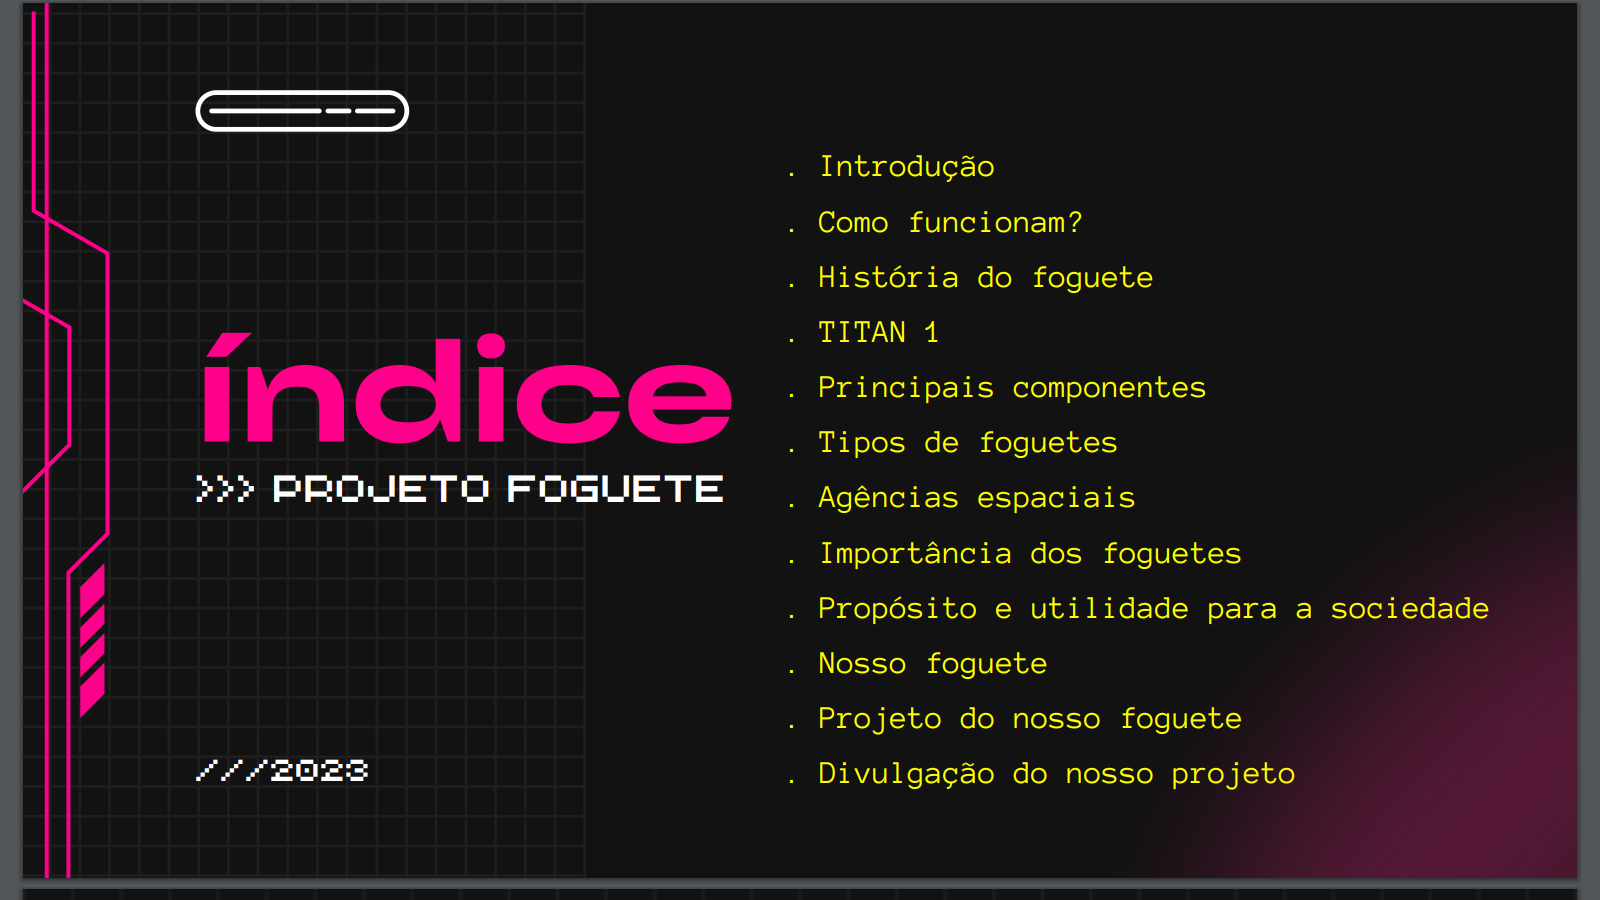 índice
>>> PROJETO FOGUETE
///2023
. Introdução
. Como funcionam?
. História do foguete
. TITAN 1
. Principais componentes
. Tipos de foguetes
. Agências espaciais
. Importância dos foguetes
. Propósito e utilidade para a sociedade
. Nosso foguete
. Projeto do nosso foguete
. Divulgação do nosso projeto